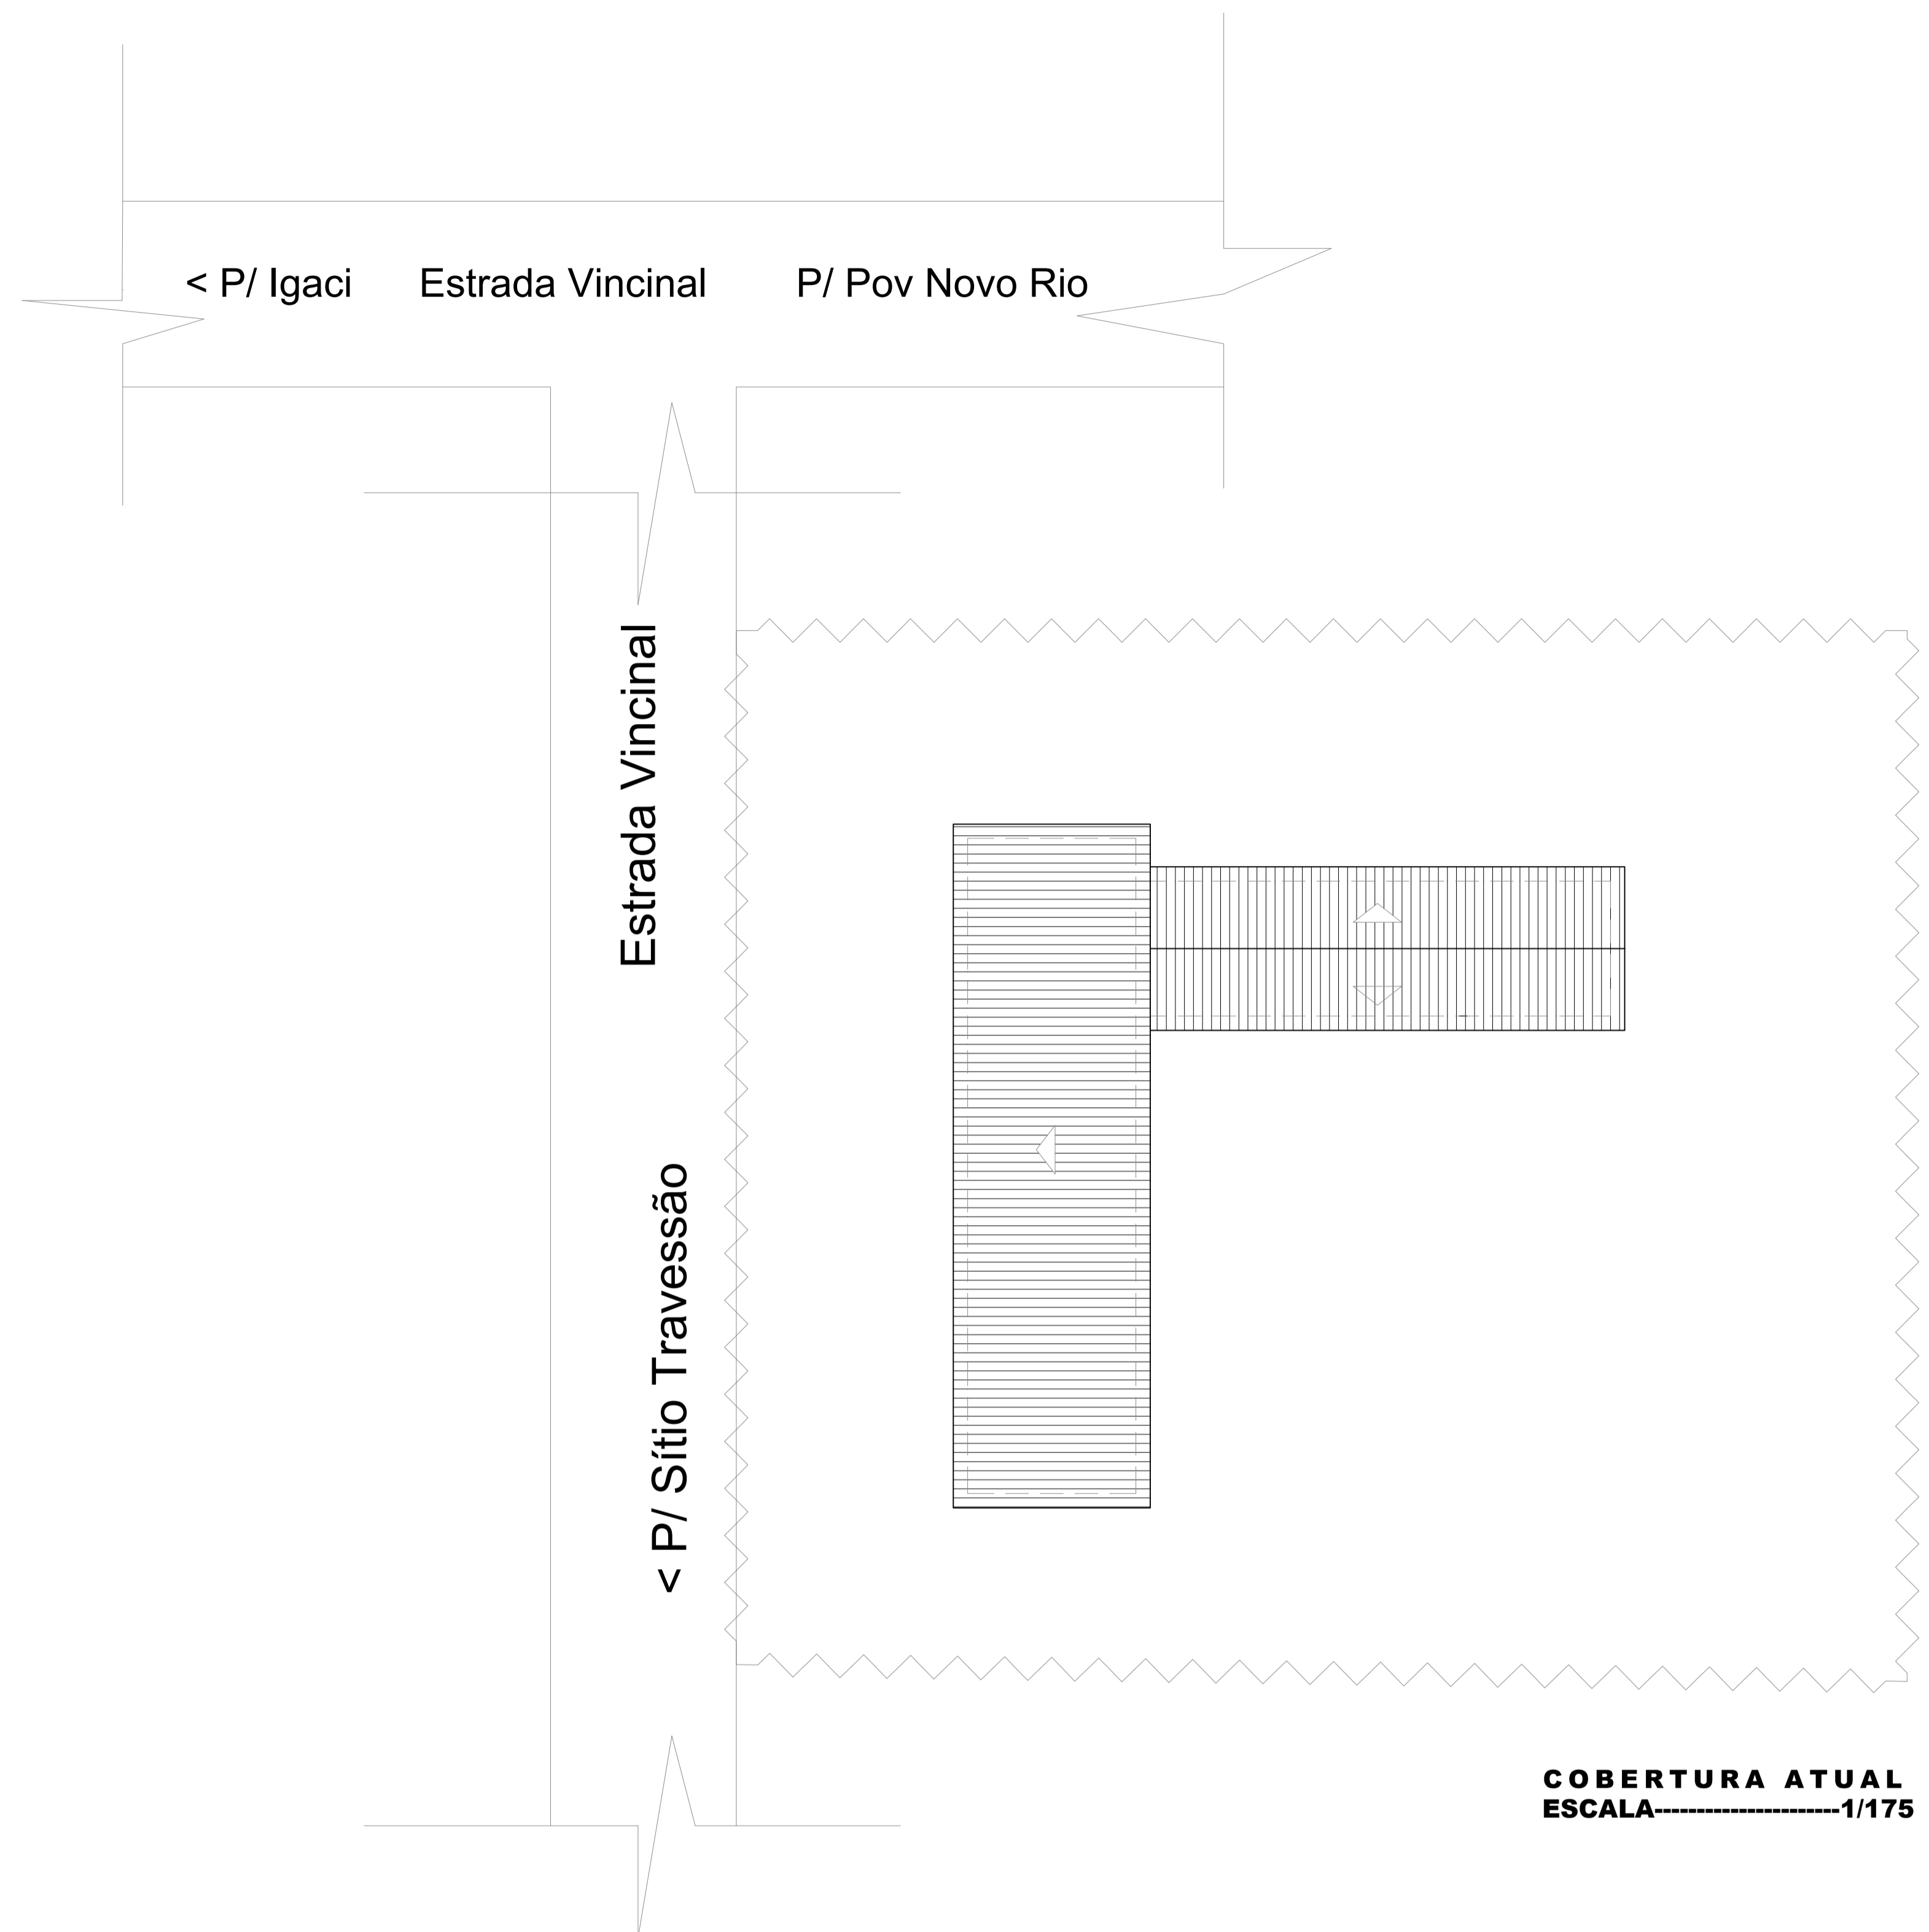 < P/ Igaci
Estrada Vincinal
P/ Pov Novo Rio
Estrada Vincinal
< P/ Sítio Travessão
COBERTURA ATUAL
ESCALA----------------------1/175